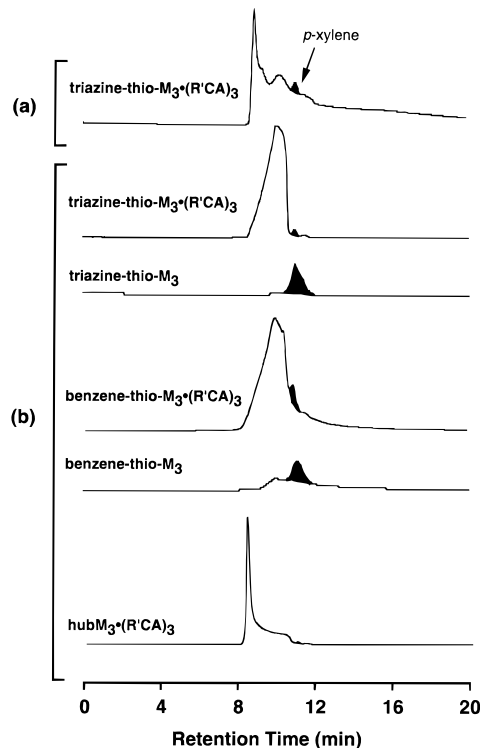 p-xylene
(a)
triazine-thio-M3•(R'CA)3
triazine-thio-M3•(R'CA)3
triazine-thio-M3
benzene-thio-M3•(R'CA)3
(b)
benzene-thio-M3
hubM3•(R'CA)3
0 4 8 12 16 20
Retention Time (min)